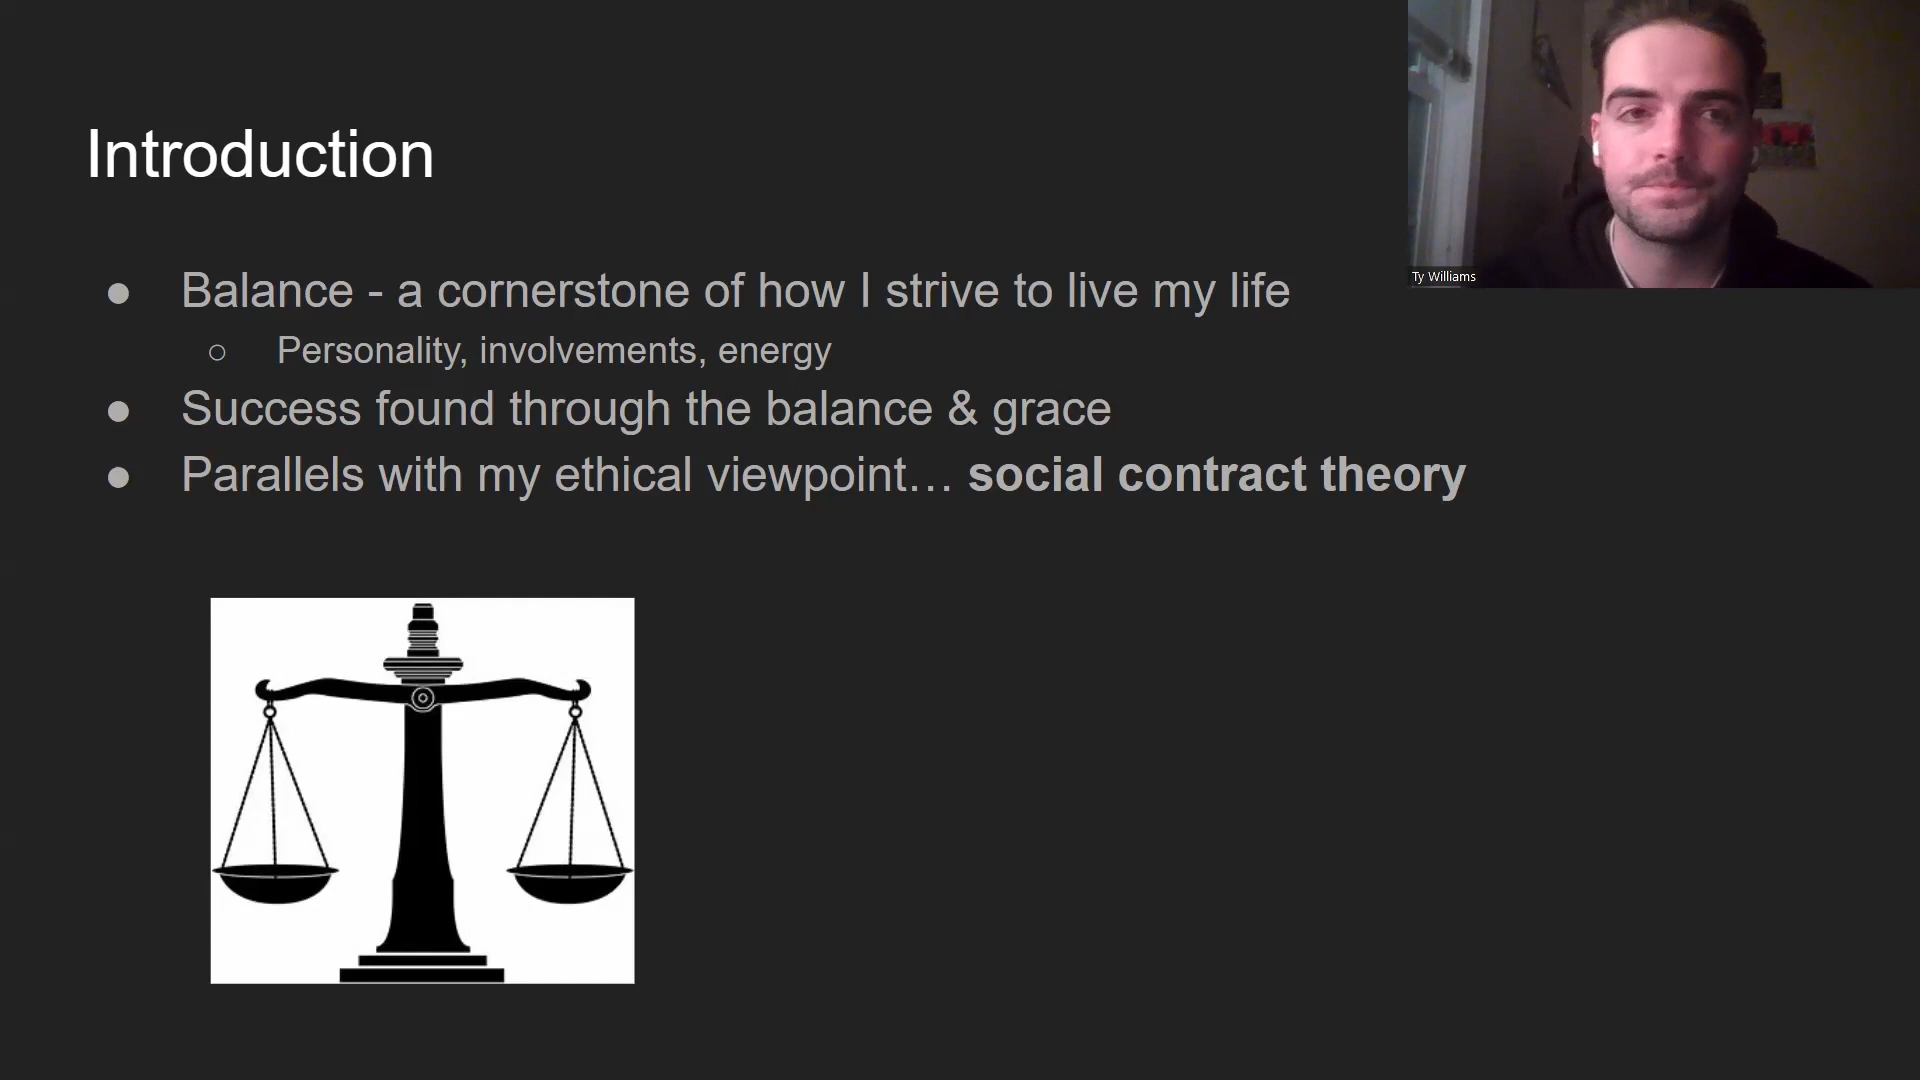 Introduction
● Balance - a cornerstone of how I strive to live my life
○ Personality, involvements, energy
● Success found through the balance & grace
● Parallels with my ethical viewpoint… social contract theory
Ty Williams